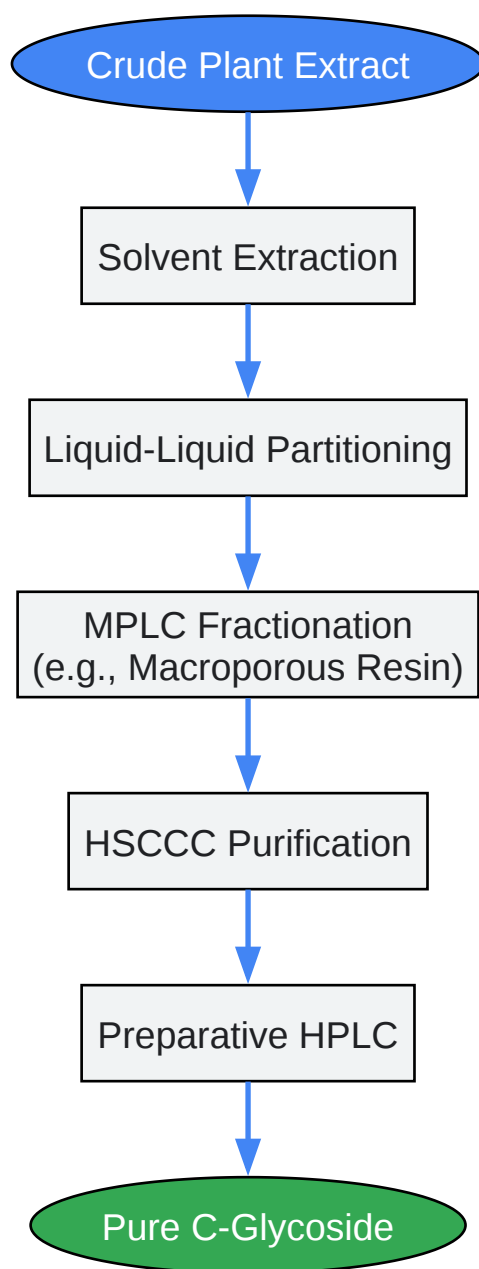 Crude Plant Extract
Solvent Extraction
Liquid-Liquid Partitioning
MPLC Fractionation
(e.g., Macroporous Resin)
HSCCC Purification
Preparative HPLC
Pure C-Glycoside